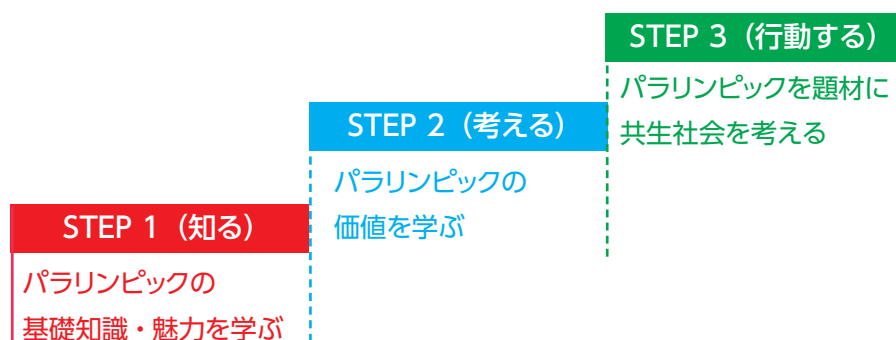 STEP 3（行動する）
パラリンピックを題材に
共生社会を考える
STEP 2（考える）
パラリンピックの
価値を学ぶ
STEP 1（知る）
パラリンピックの
基礎知識・魅力を学ぶ